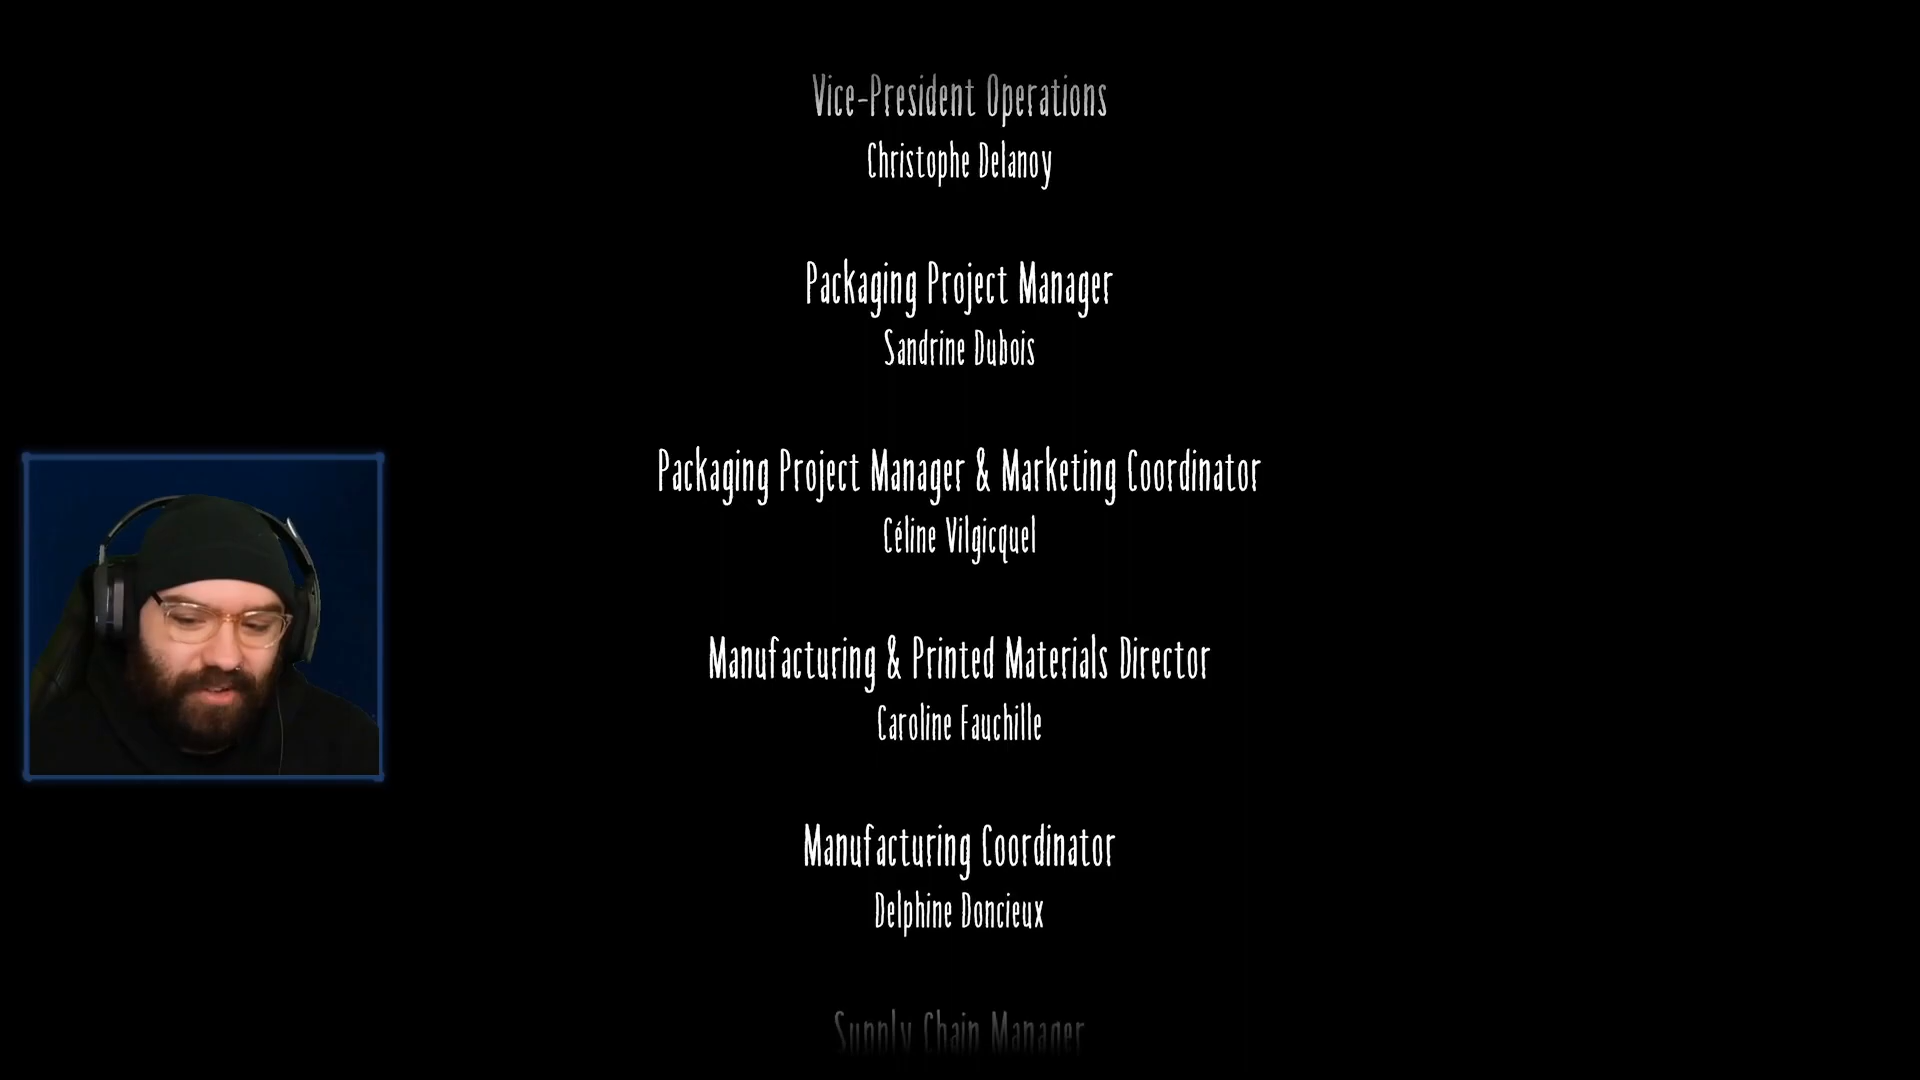 Vice-President Operations
Christophe Delanoy
Packaging Project Manager
Sandrine Dubois
Packaging Project Manager & Marketing Coordinator
Céline Vilgicquel
Manufacturing & Printed Materials Director
Caroline Fauchille
Manufacturing Coordinator
Delphine Doncieux
Supply Chain Manager